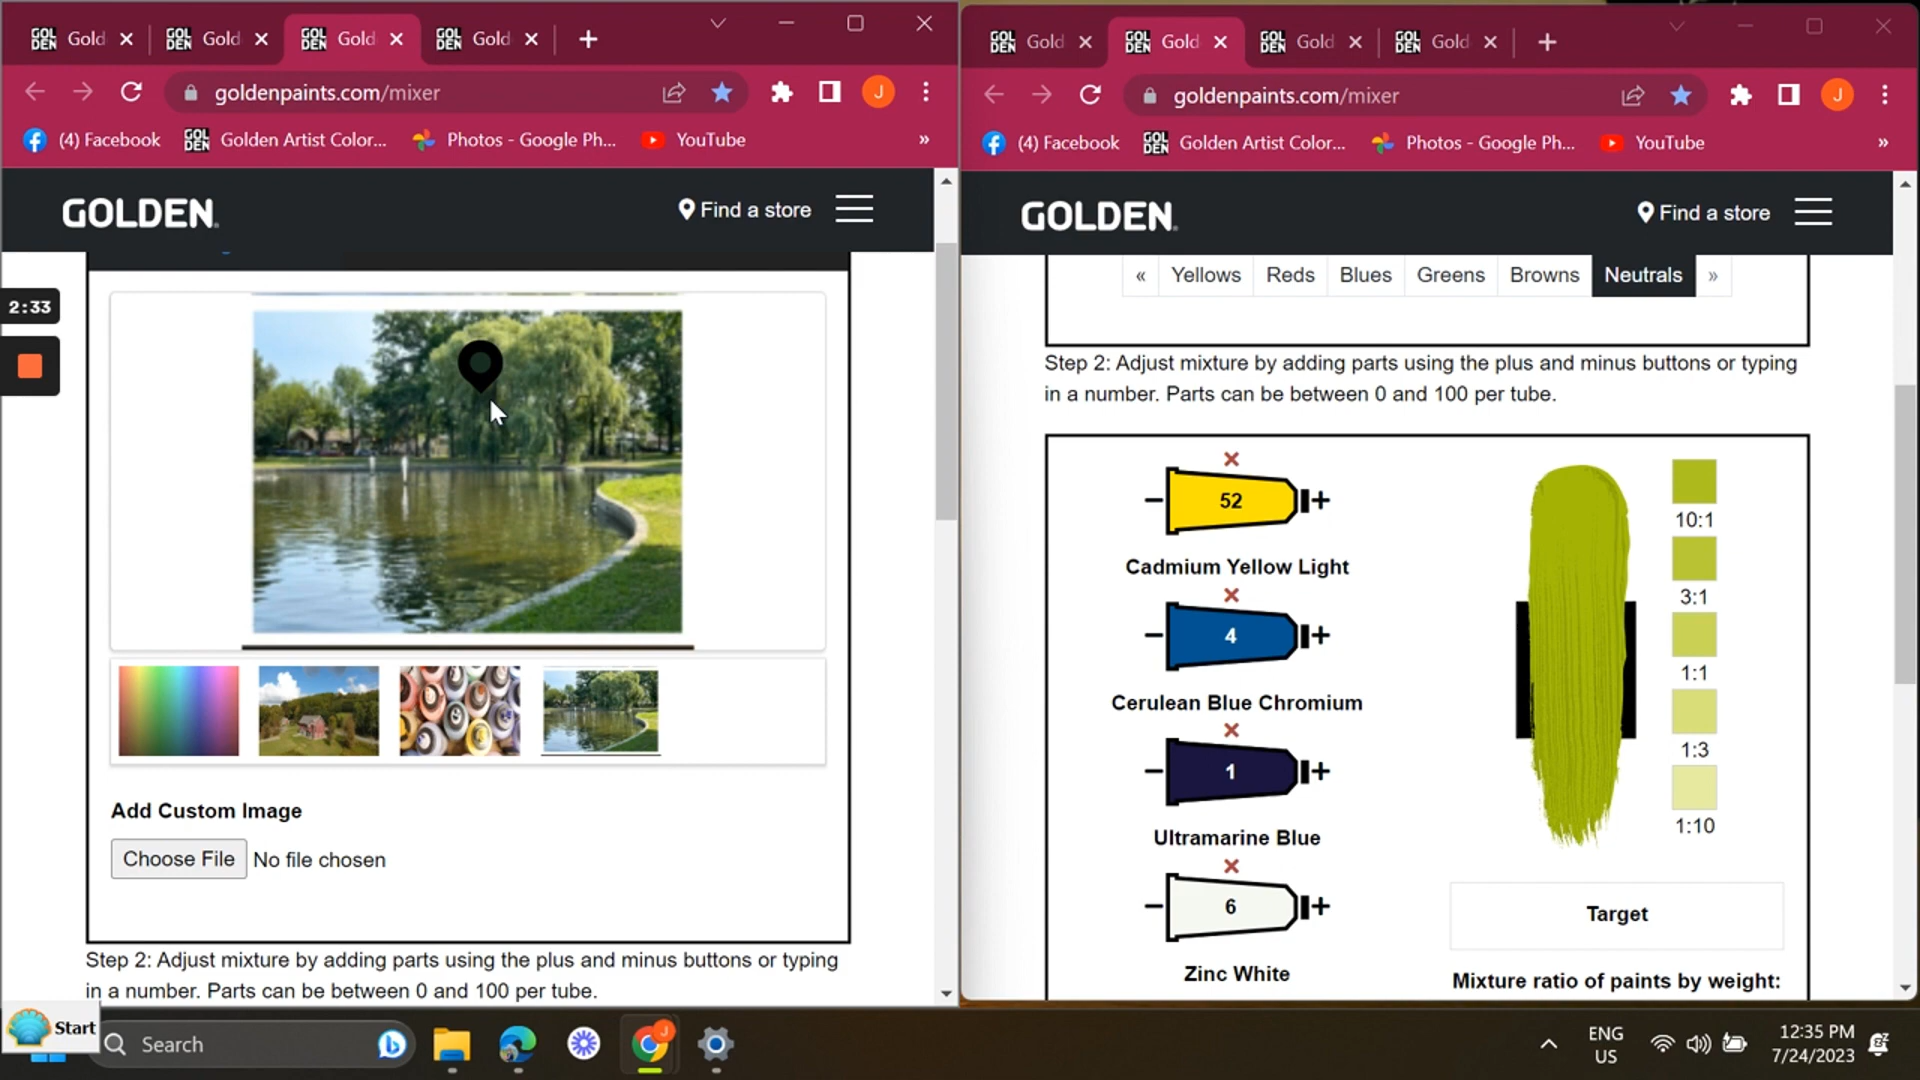 Gold Gold Gold Gold
goldenpaints.com/mixer
(4) Facebook GOL DEN Golden Artist Color... Photos - Google Ph... YouTube »
GOLDEN Find a store
2:33
Add Custom Image
Choose File No file chosen
Step 2: Adjust mixture by adding parts using the plus and minus buttons or typing
in a number. Parts can be between 0 and 100 per tube.
Gold Gold Gold Gold
goldenpaints.com/mixer
(4) Facebook GOL DEN Golden Artist Color... Photos - Google Ph... YouTube »
GOLDEN Find a store
« Yellows Reds Blues Greens Browns Neutrals »
Step 2: Adjust mixture by adding parts using the plus and minus buttons or typing
in a number. Parts can be between 0 and 100 per tube.
52
Cadmium Yellow Light
4
Cerulean Blue Chromium
1
Ultramarine Blue
6
Zinc White
10:1
3:1
1:1
1:3
1:10
Target
Mixture ratio of paints by weight:
Start Search ENG US 12:35 PM 7/24/2023